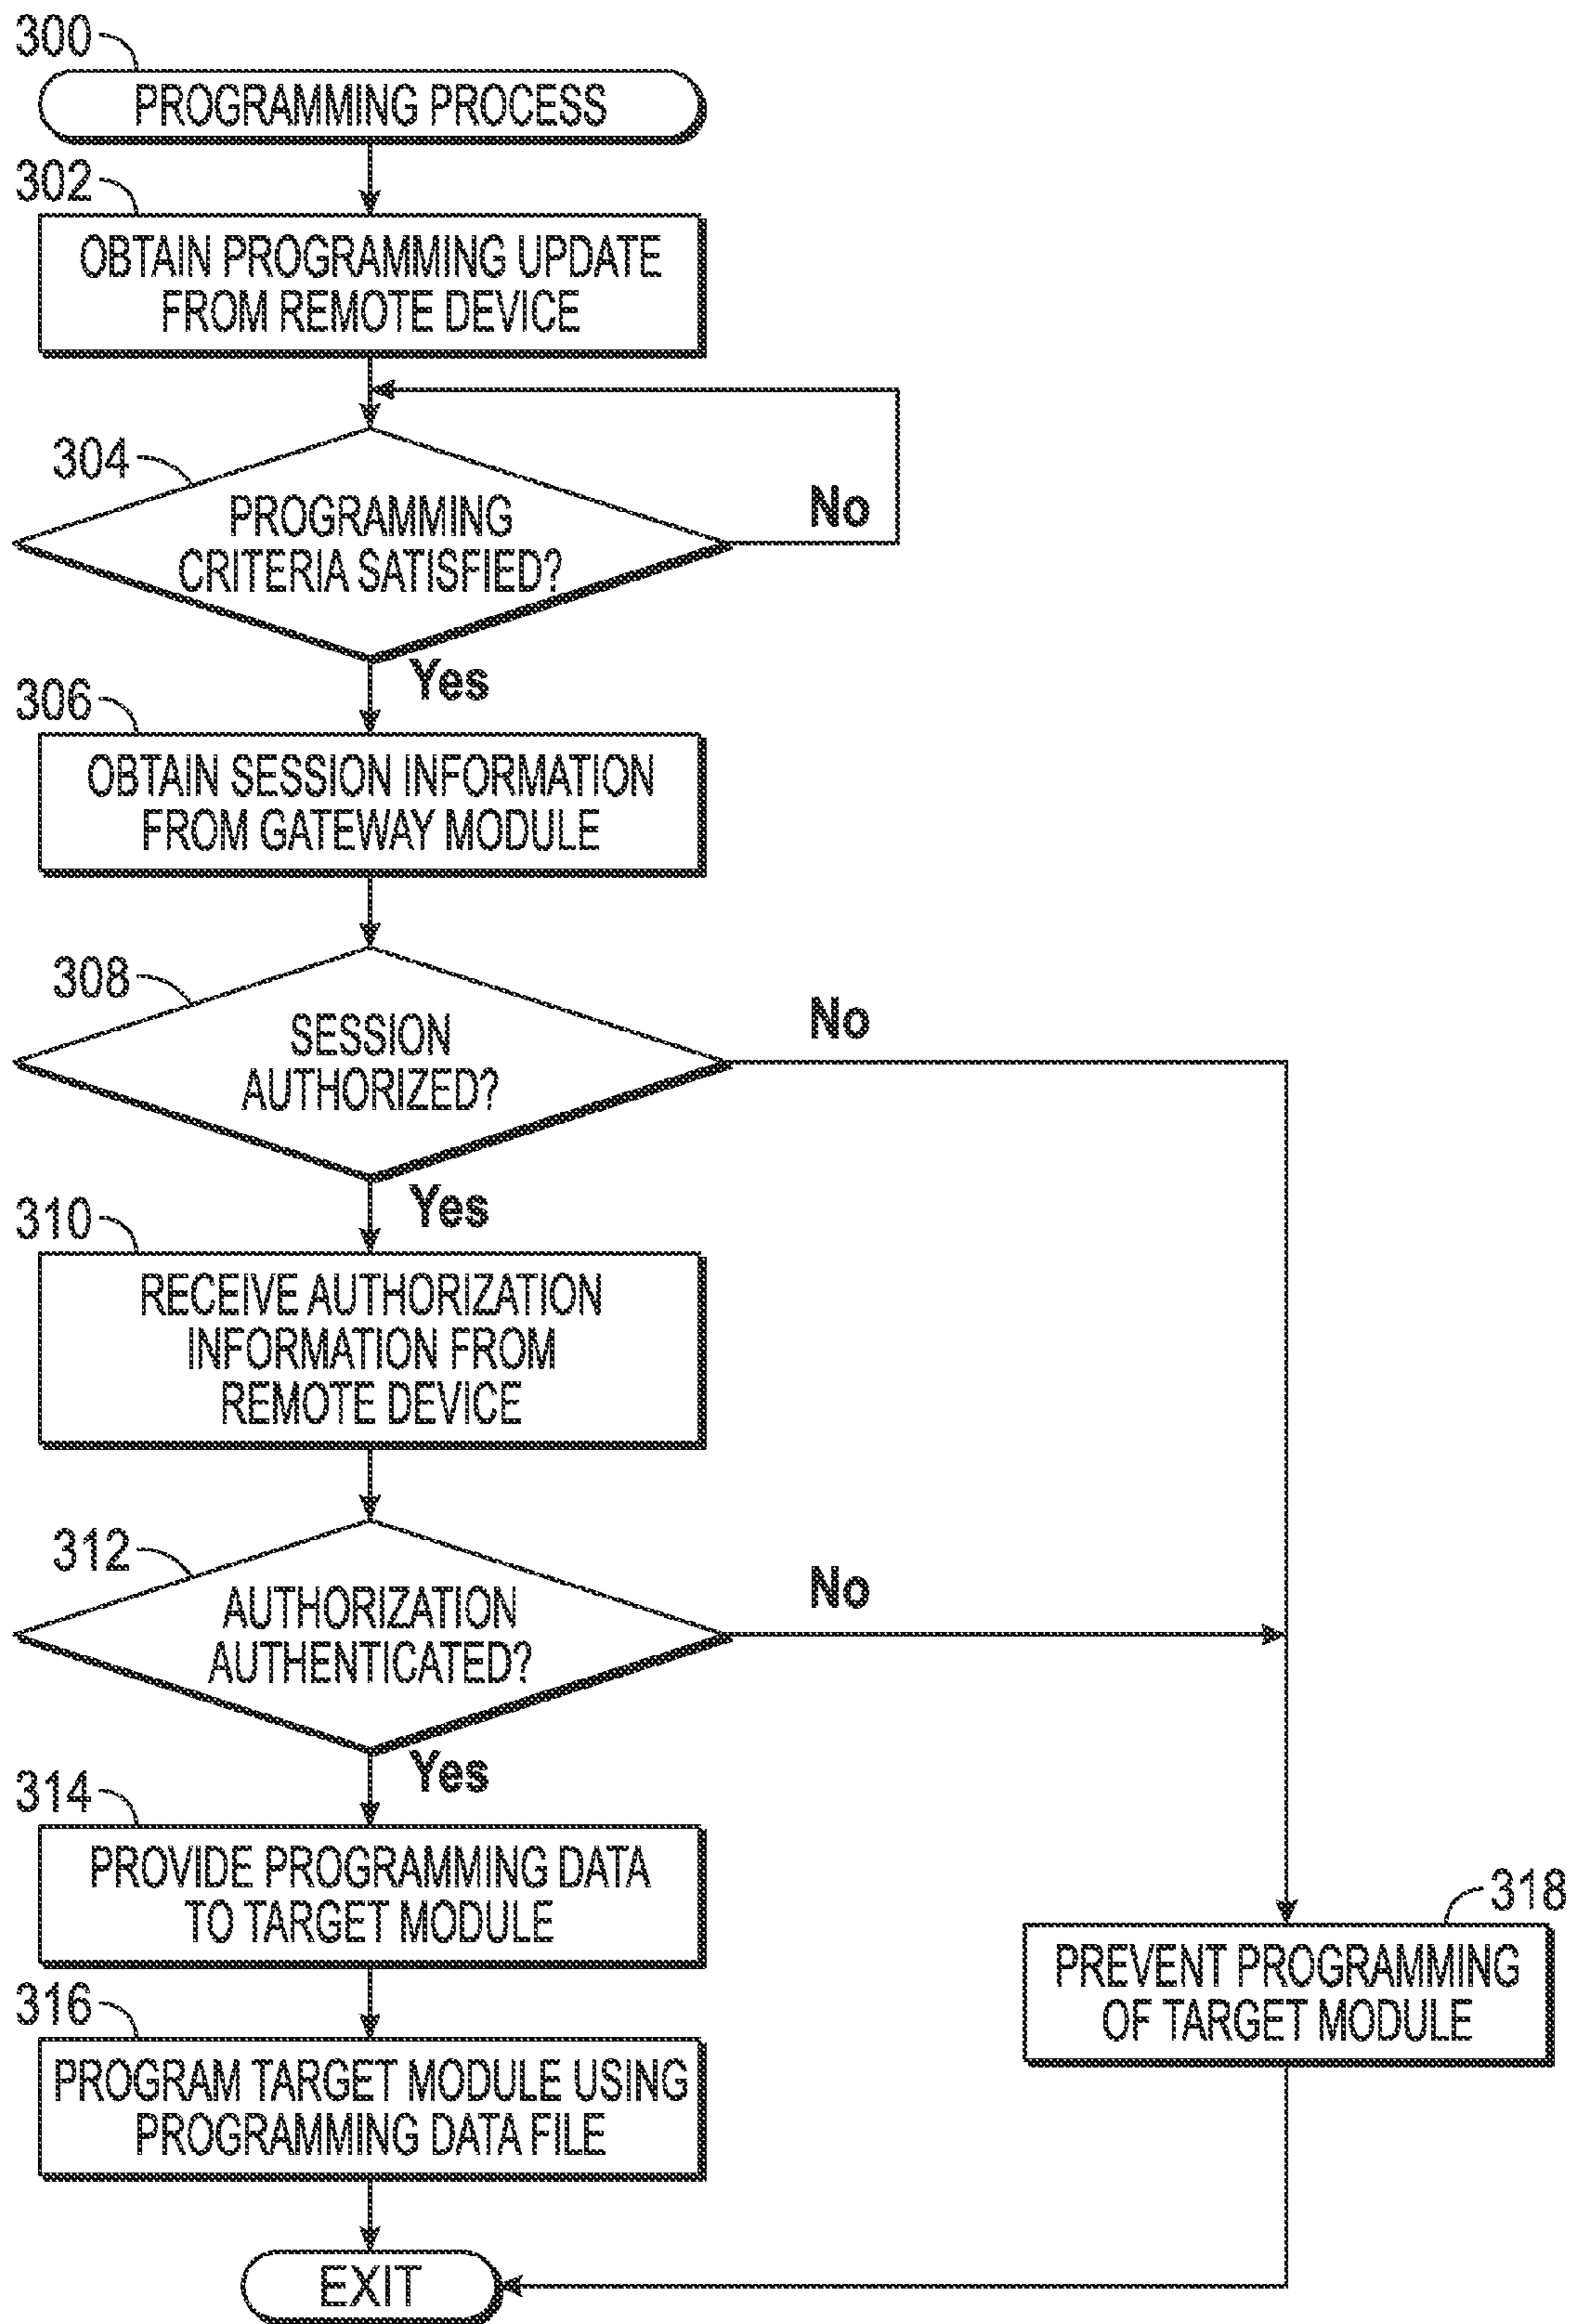 300
PROGRAMMING PROCESS
302
OBTAIN PROGRAMMING UPDATE
FROM REMOTE DEVICE
304
PROGRAMMING
CRITERIA SATISFIED?
No
Yes
306
OBTAIN SESSION INFORMATION
FROM GATEWAY MODULE
308
SESSION
AUTHORIZED?
No
Yes
310
RECEIVE AUTHORIZATION
INFORMATION FROM
REMOTE DEVICE
312
AUTHORIZATION
AUTHENTICATED?
No
Yes
314
PROVIDE PROGRAMMING DATA
TO TARGET MODULE
318
PREVENT PROGRAMMING
OF TARGET MODULE
316
PROGRAM TARGET MODULE USING
PROGRAMMING DATA FILE
EXIT